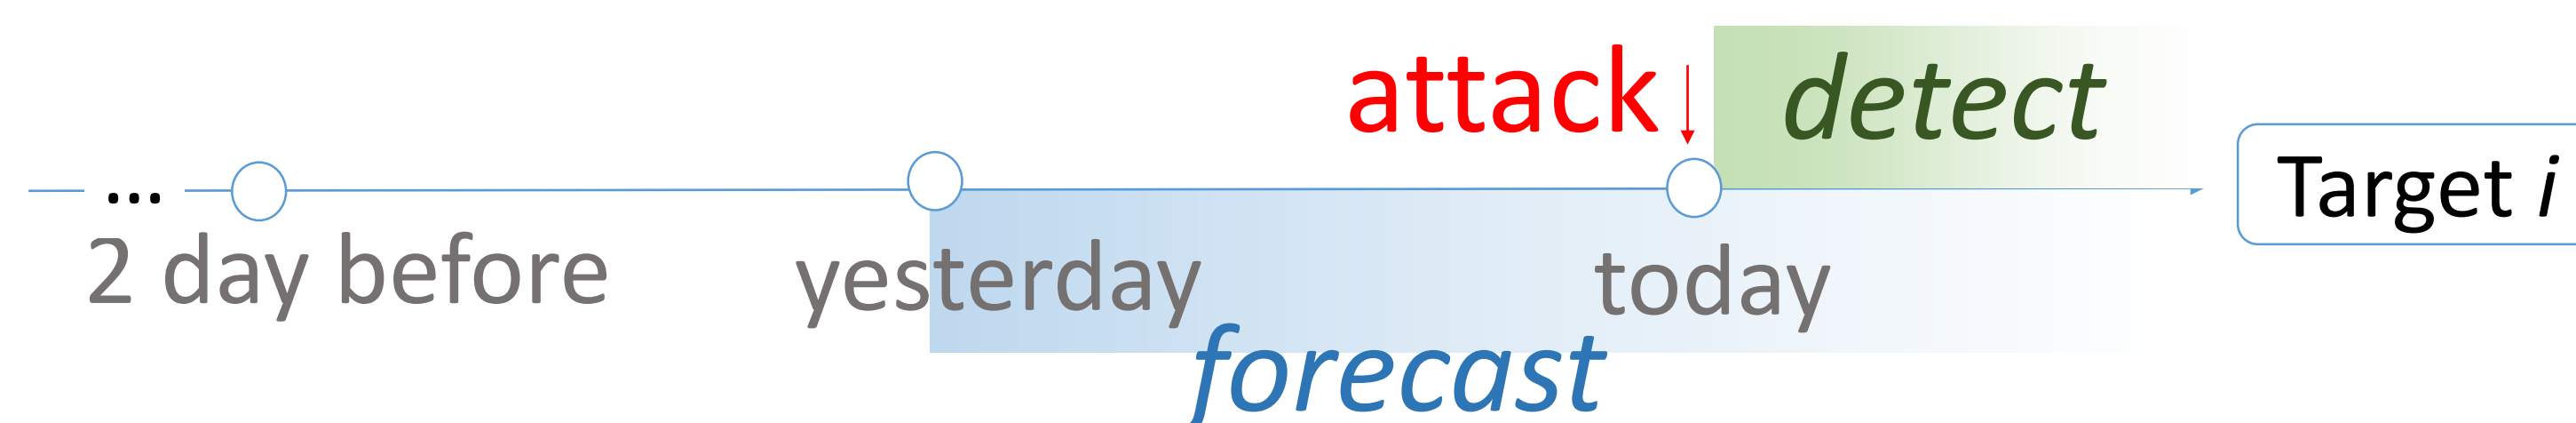 attack
detect
...
Target i
2 day before
yesterday
today
forecast